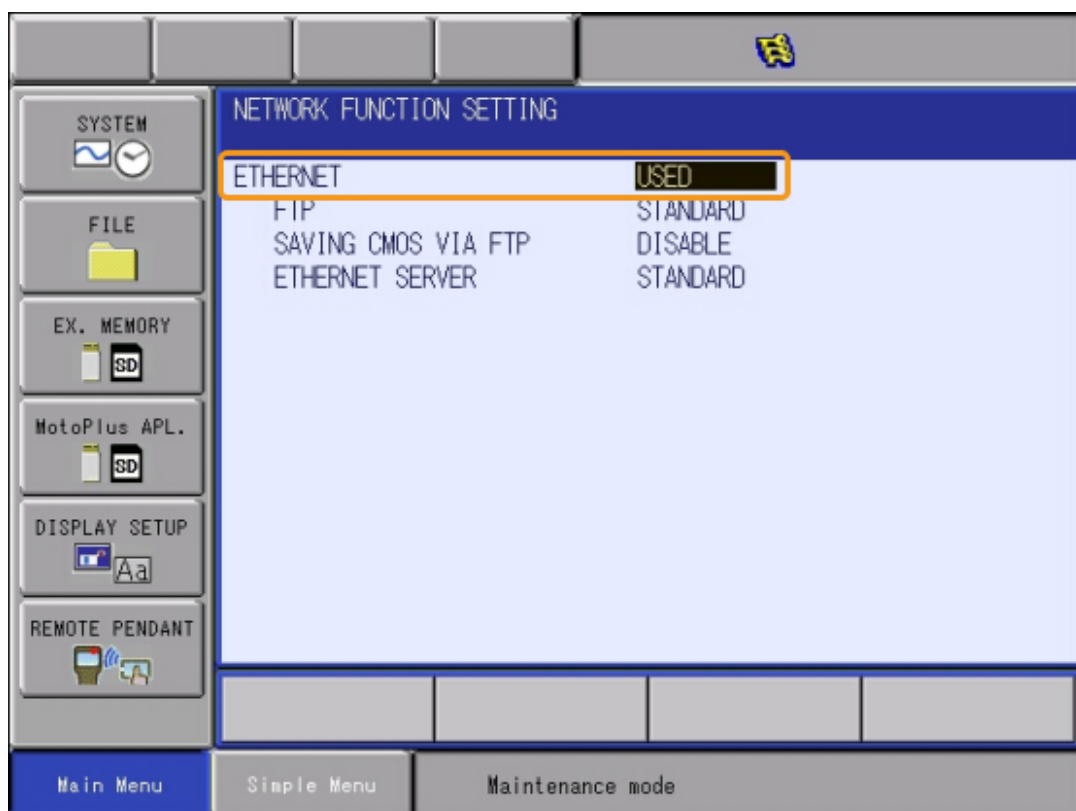 SYSTEM
FILE
EX. MEMORY
SD
MotoPlus APL.
SD
DISPLAY SETUP
Aa
REMOTE PENDANT
NETWORK FUNCTION SETTING
ETHERNET USED
FTP STANDARD
SAVING CMOS VIA FTP DISABLE
ETHERNET SERVER STANDARD
Main Menu
Simple Menu
Maintenance mode